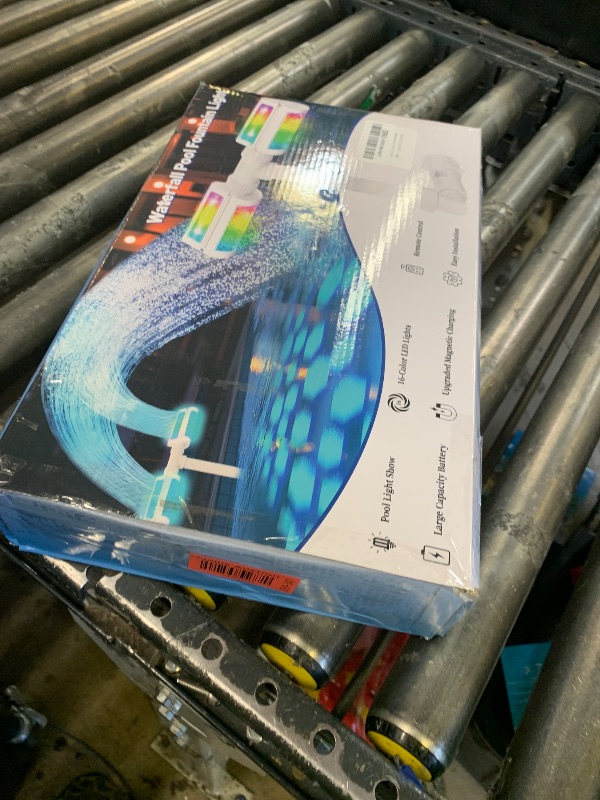 Waterfall Pool Fountain Light
Remote Control
Easy Installation
16-Color LED Lights
Upgraded Magnetic Charging
Pool Light Show
Large Capacity Battery